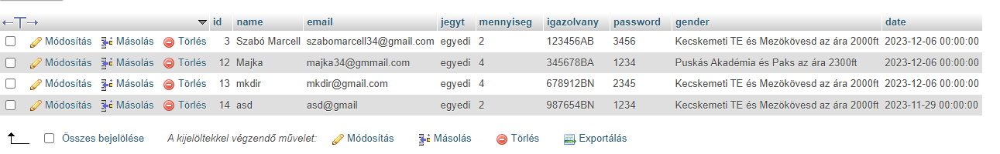 id name email jegyt mennyiseg igazolvany password gender date
Módosítás Másolás Törlés 3 Szabó Marcell szabomarcell34@gmail.com egyedi 2 123456AB 3456 Kecskemeti TE és Mezökövesd az ára 2000ft 2023-12-06 00:00:00
Módosítás Másolás Törlés 12 Majka majka34@gmmail.com egyedi 4 345678BA 1234 Puskás Akadémia és Paks az ára 2300ft 2023-12-06 00:00:00
Módosítás Másolás Törlés 13 mkdir mkdir@gmail.com egyedi 4 678912BN 2345 Kecskemeti TE és Mezökövesd az ára 2000ft 2023-12-06 00:00:00
Módosítás Másolás Törlés 14 asd asd@gmail egyedi 2 987654BN 1234 Kecskemeti TE és Mezökövesd az ára 2000ft 2023-11-29 00:00:00
Összes bejelölése A kijelöltekkel végzendő művelet: Módosítás Másolás Törlés Exportálás